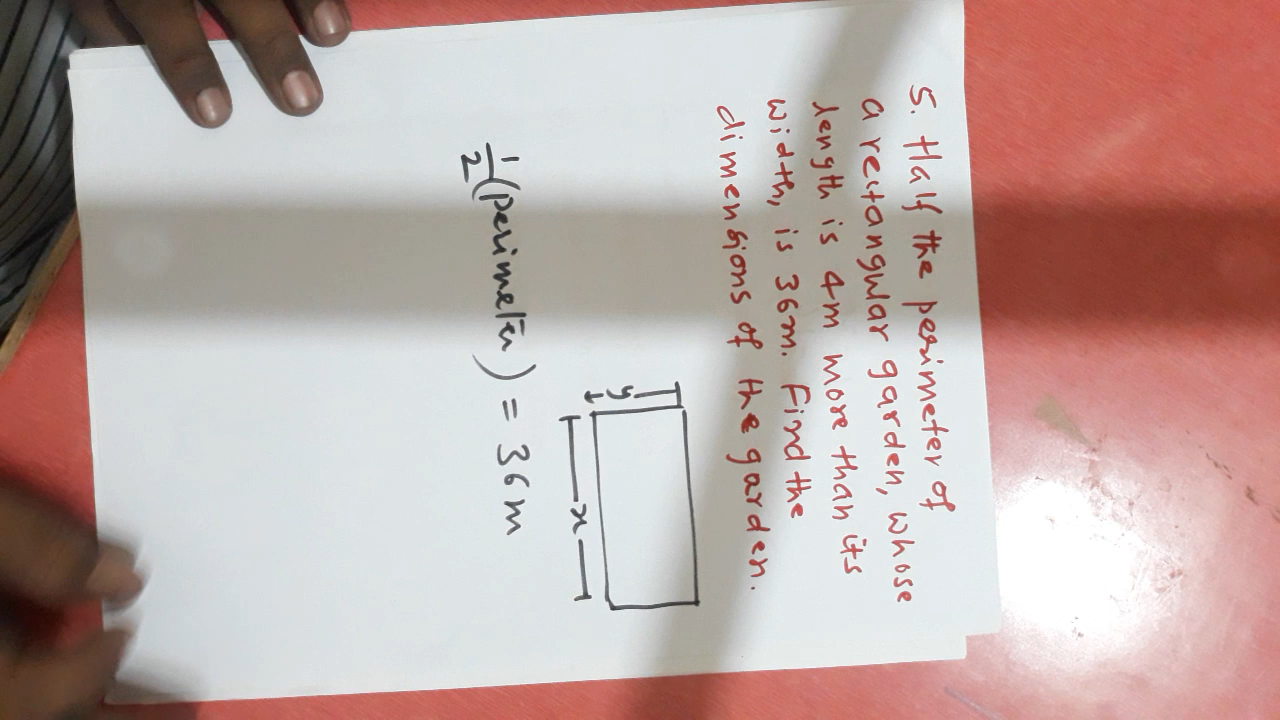 5. Half the perimeter of
a rectangular garden, whose
length is 4m more than its
width, is 36m. Find the
dimensions of the garden.
y
x
1/2 (perimeter) = 36m